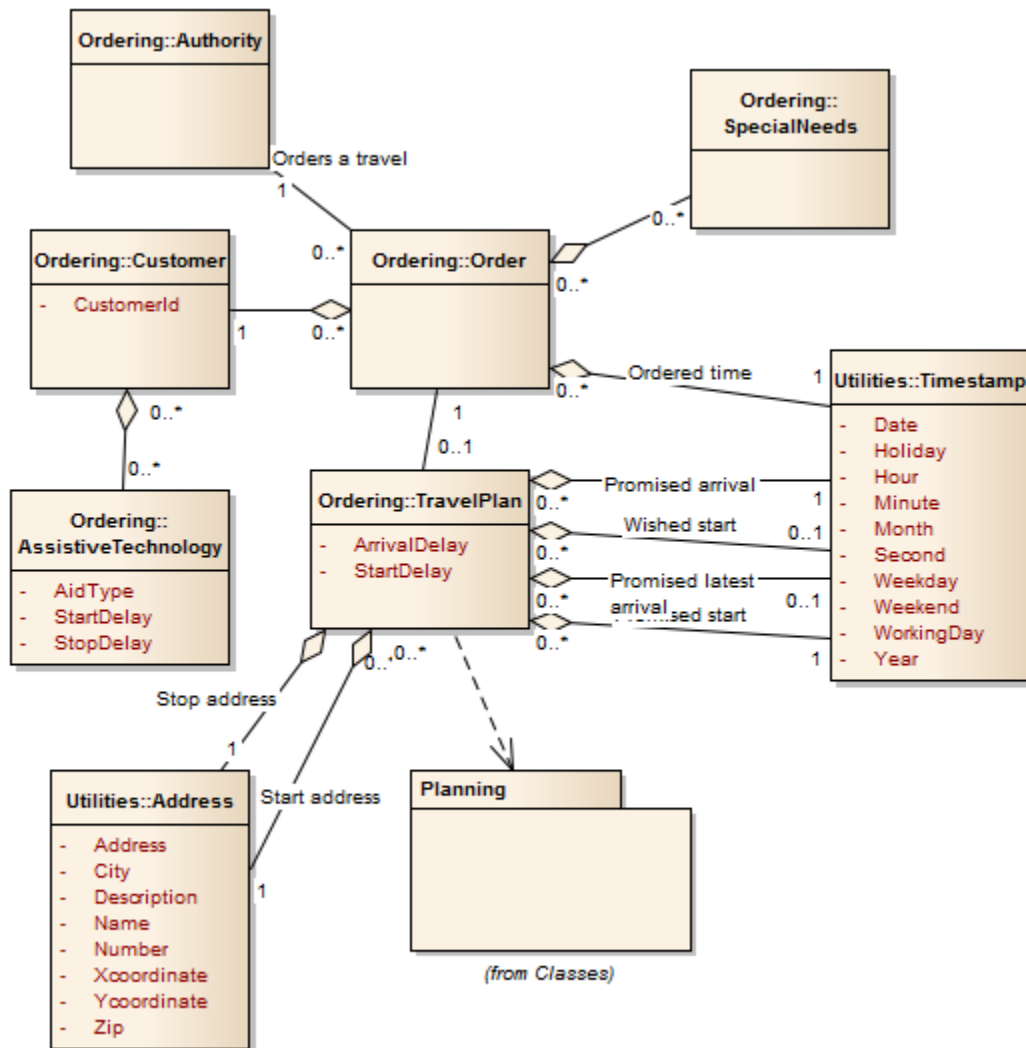 Ordering::Authority
Ordering::
SpecialNeeds
Orders a travel
1
0..*
0..*
0..*
Ordering::Customer
- CustomerId
1
0..*
Ordering::Order
Ordered time
0..*
1
1
0..1
0..*
0..*
Ordering::
AssistiveTechnology
- AidType
- StartDelay
- StopDelay
Ordering::TravelPlan
- ArrivalDelay
- StartDelay
Promised arrival
0..*
1
Wished start
0..*
0..1
Promised latest
arrival
0..*
0..1
start
0..*
1
Utilities::Timestamp
- Date
- Holiday
- Hour
- Minute
- Month
- Second
- Weekday
- Weekend
- WorkingDay
- Year
0..*
Stop address
1
Start address
1
Utilities::Address
- Address
- City
- Description
- Name
- Number
- Xcoordinate
- Ycoordinate
- Zip
Planning
(from Classes)